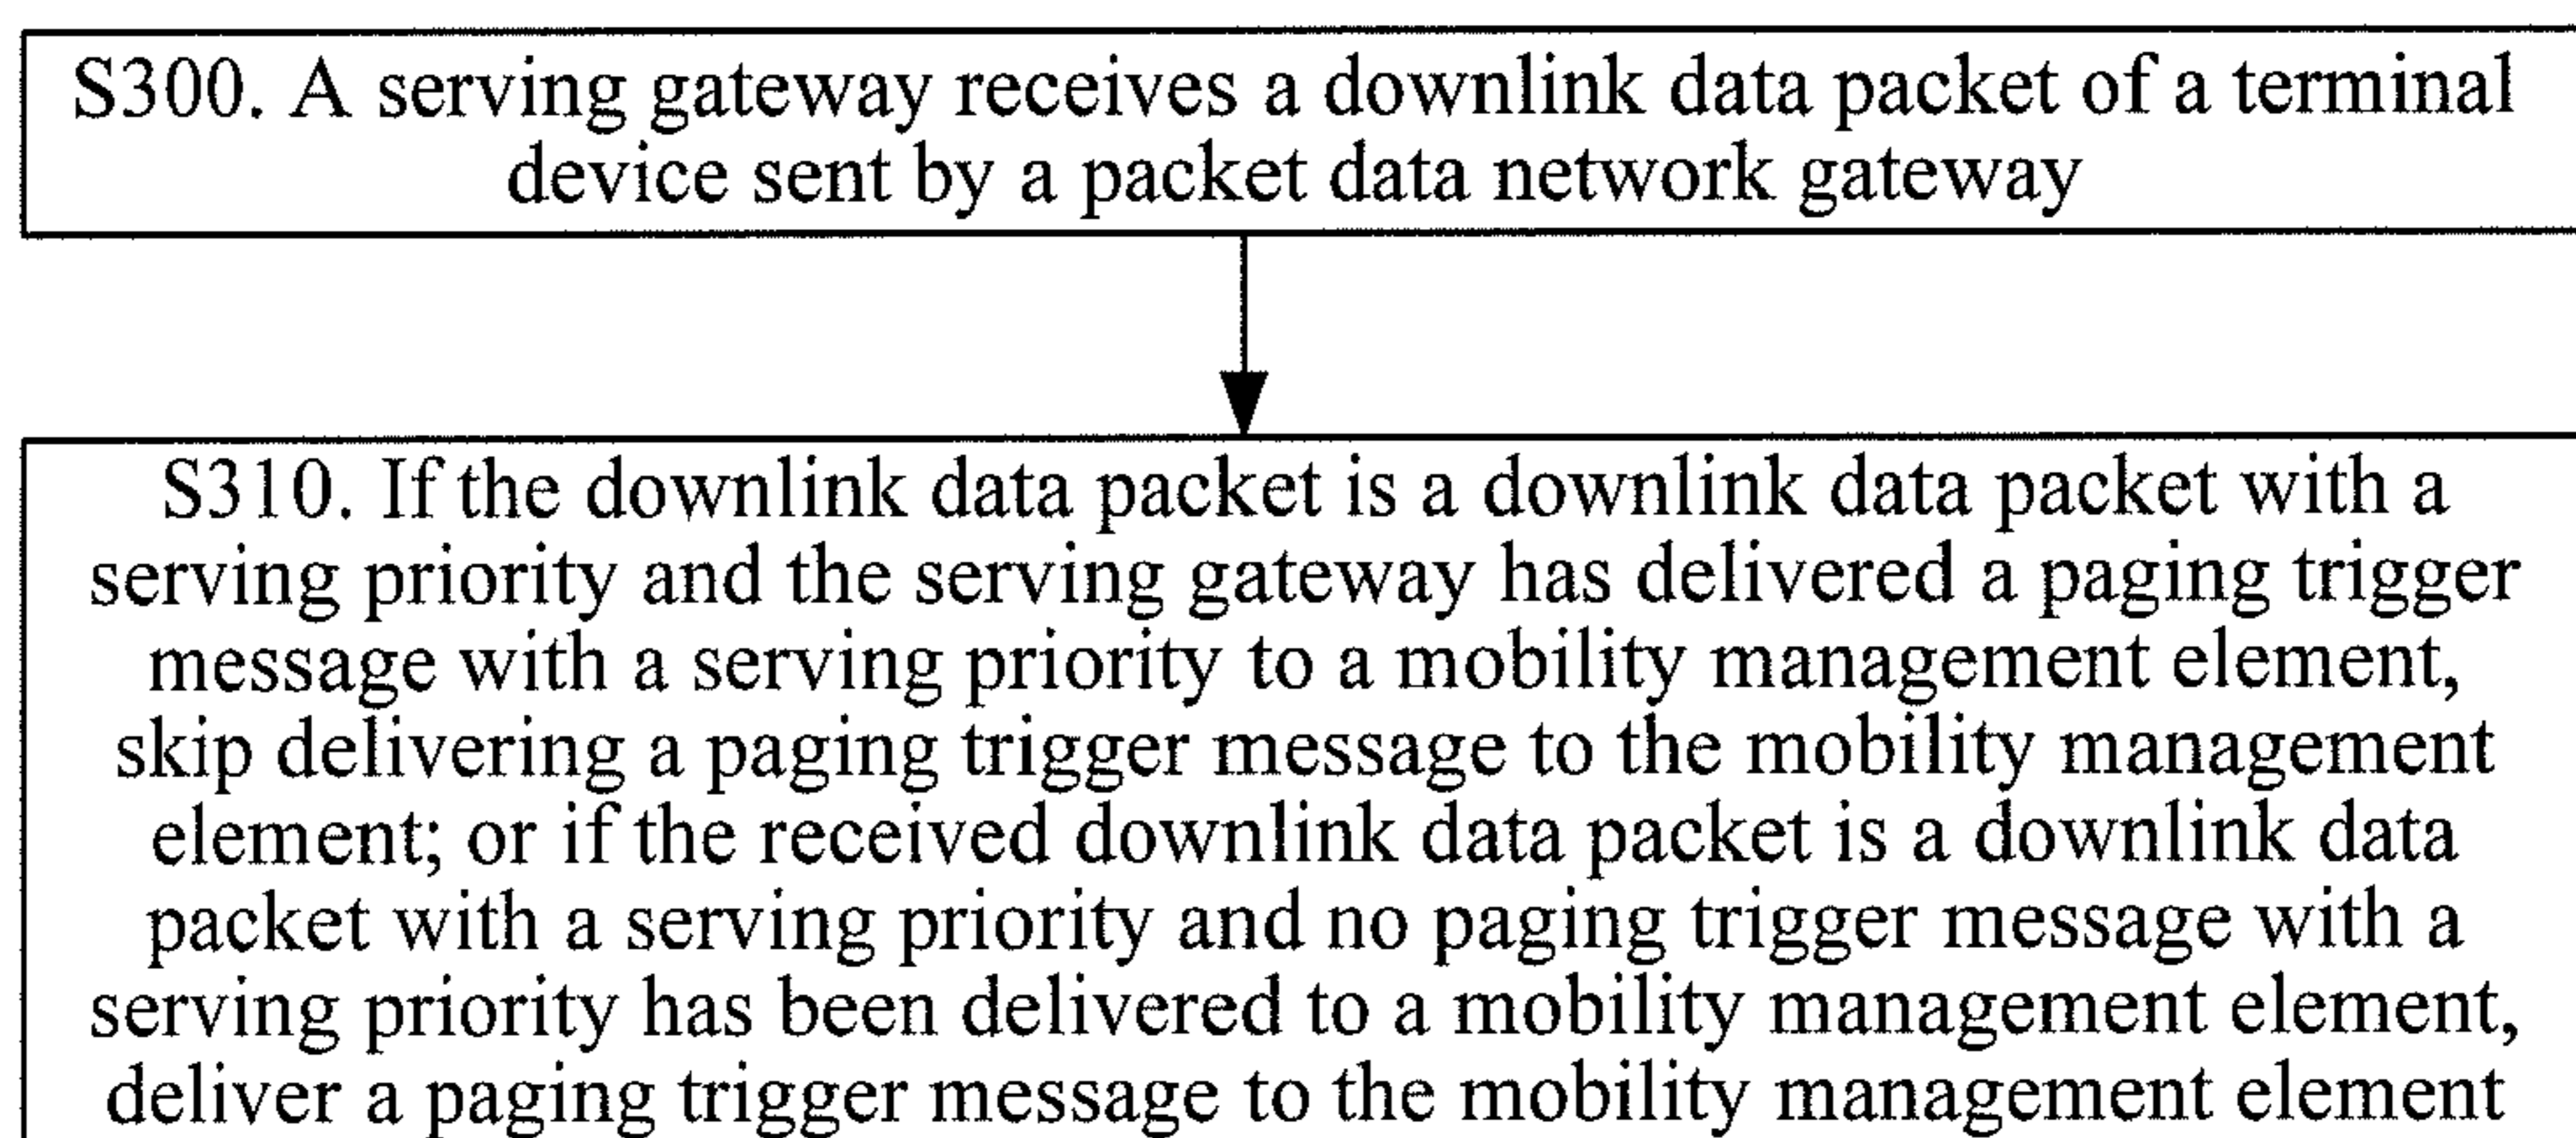 S300. A serving gateway receives a downlink data packet of a terminal
device sent by a packet data network gateway
S310. If the downlink data packet is a downlink data packet with a
serving priority and the serving gateway has delivered a paging trigger
message with a serving priority to a mobility management element,
skip delivering a paging trigger message to the mobility management
element; or if the received downlink data packet is a downlink data
packet with a serving priority and no paging trigger message with a
serving priority has been delivered to a mobility management element,
deliver a paging trigger message to the mobility management element